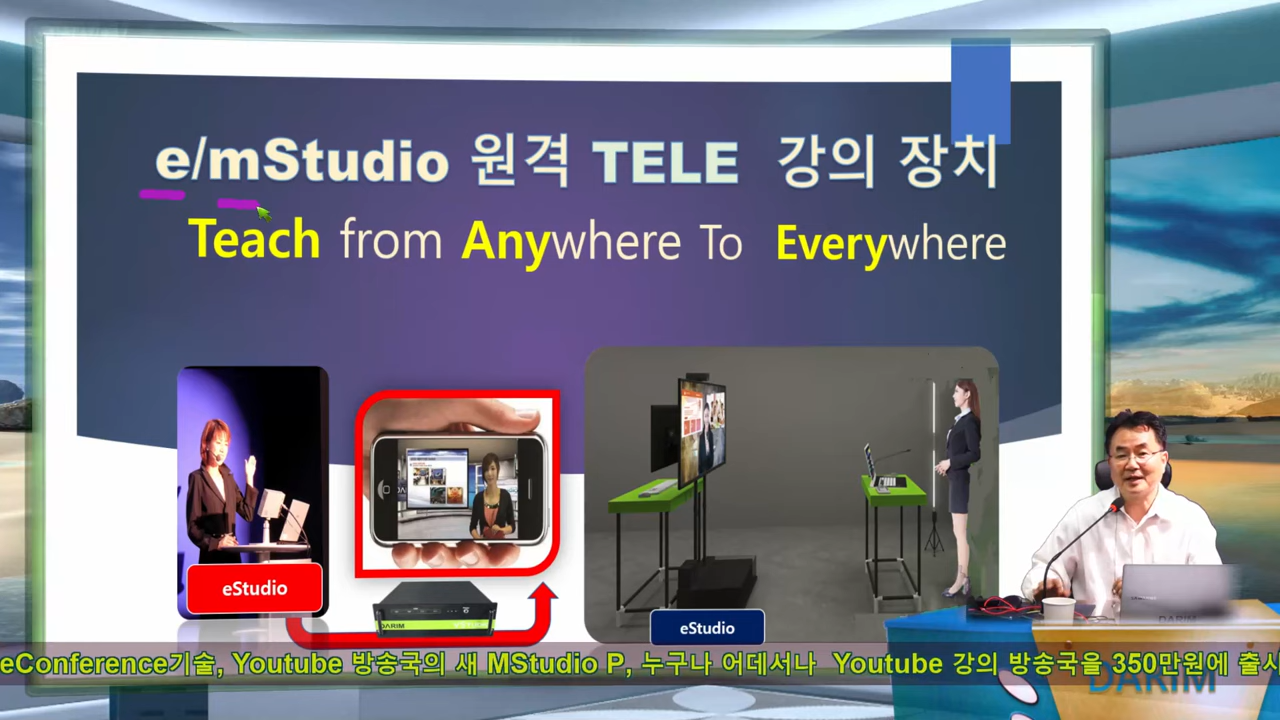 e/mStudio 원격 TELE 강의 장치
Teach from Anywhere To Everywhere
eStudio
DARIM
eStudio
eConference기술, Youtube 방송국의 새 MStudio P, 누구나 어데서나 Youtube 강의 방송국을 350만원에 출시
DARIM